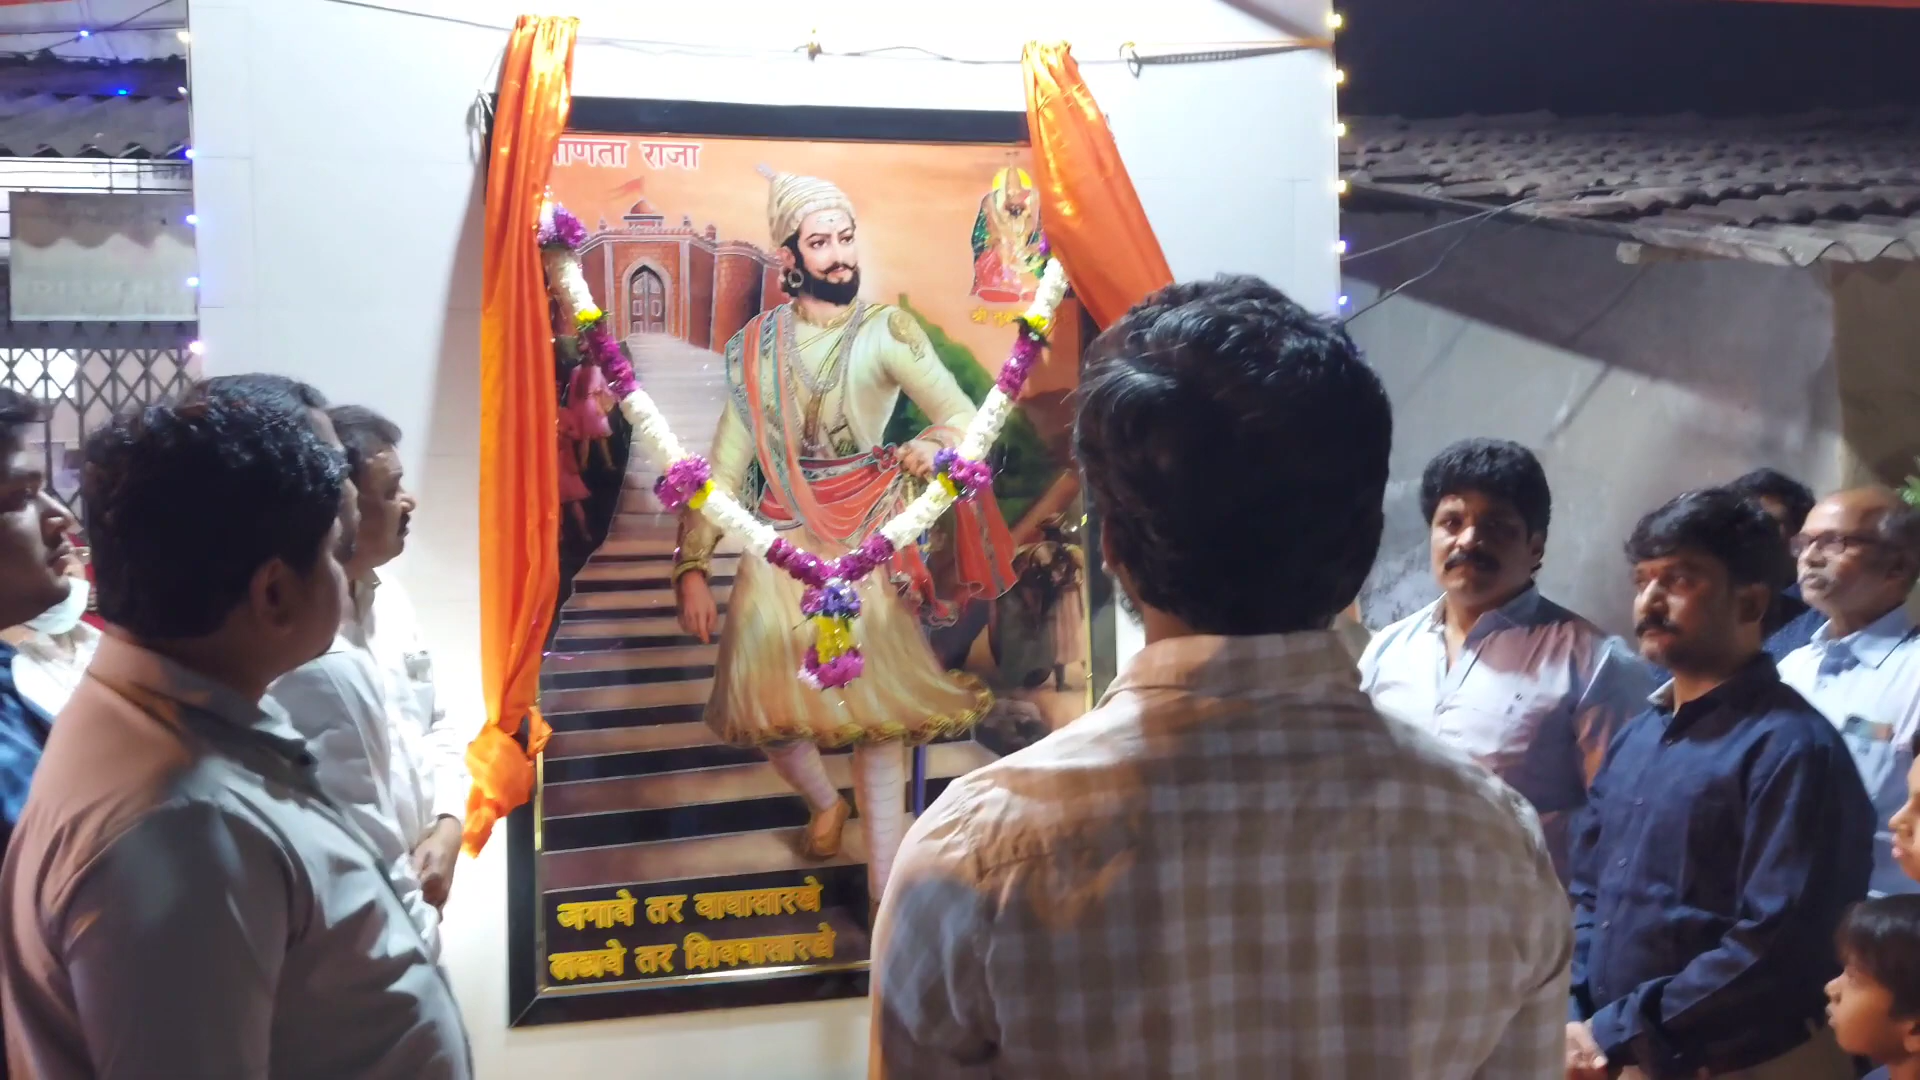 जाणता राजा
श्री
जगावे तर वाघासारखे
लढावे तर शिवबासारखे